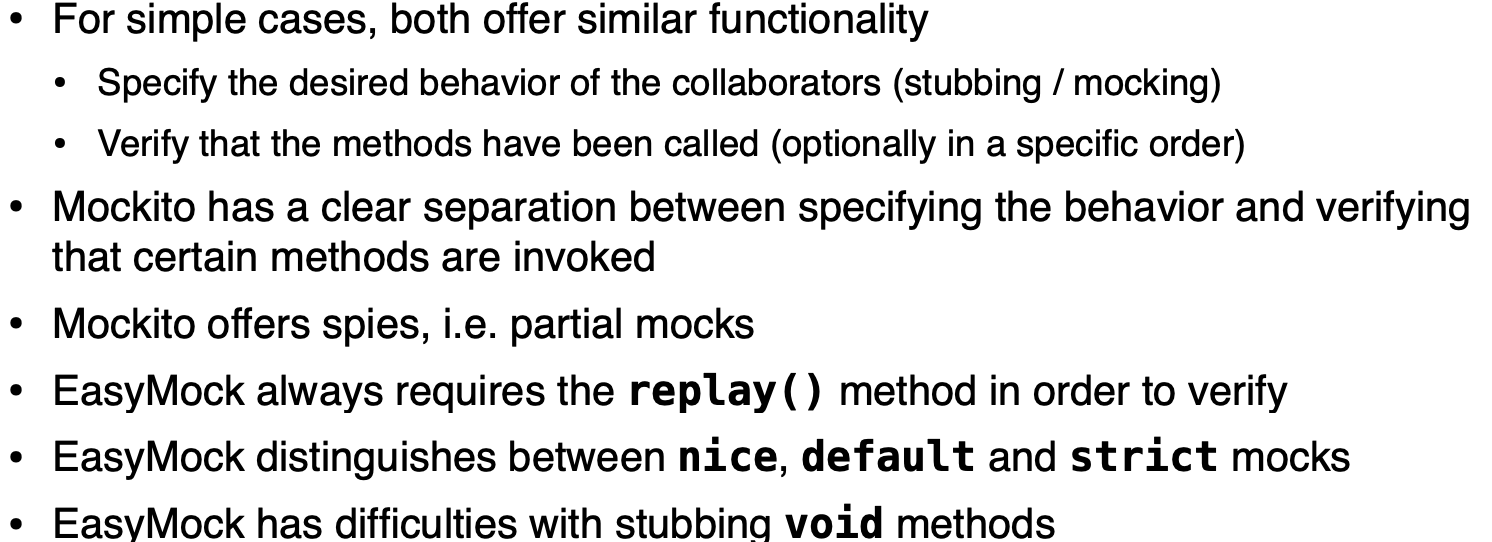 • For simple cases, both offer similar functionality
• Specify the desired behavior of the collaborators (stubbing / mocking)
• Verify that the methods have been called (optionally in a specific order)
• Mockito has a clear separation between specifying the behavior and verifying
that certain methods are invoked
• Mockito offers spies, i.e. partial mocks
• EasyMock always requires the replay() method in order to verify
• EasyMock distinguishes between nice, default and strict mocks
• EasyMock has difficulties with stubbing void methods